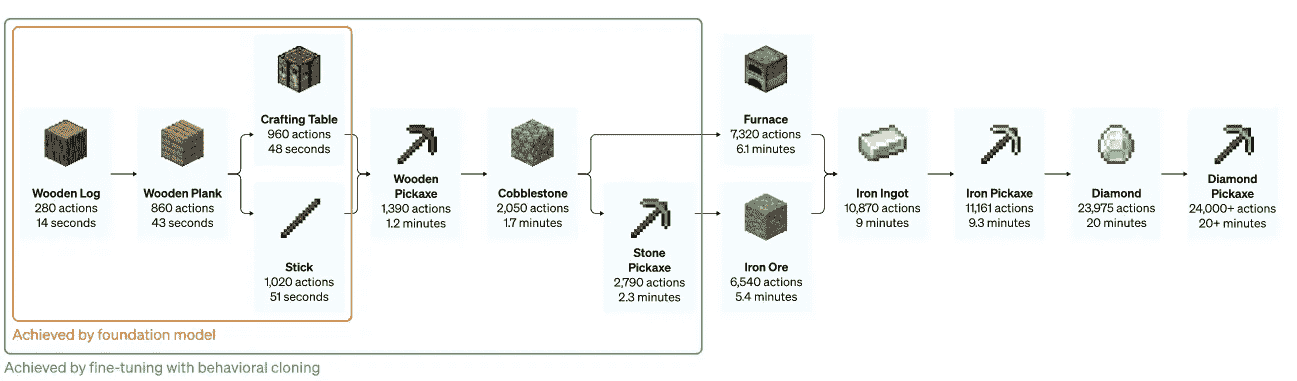 Wooden Log
280 actions
14 seconds
Wooden Plank
860 actions
43 seconds
Crafting Table
960 actions
48 seconds
Stick
1,020 actions
51 seconds
Wooden
Pickaxe
1,390 actions
1.2 minutes
Cobblestone
2,050 actions
1.7 minutes
Stone
Pickaxe
2,790 actions
2.3 minutes
Furnace
7,320 actions
6.1 minutes
Iron Ore
6,540 actions
5.4 minutes
Iron Ingot
10,870 actions
9 minutes
Iron Pickaxe
11,161 actions
9.3 minutes
Diamond
23,975 actions
20 minutes
Diamond
Pickaxe
24,000+ actions
20+ minutes
Achieved by foundation model
Achieved by fine-tuning with behavioral cloning